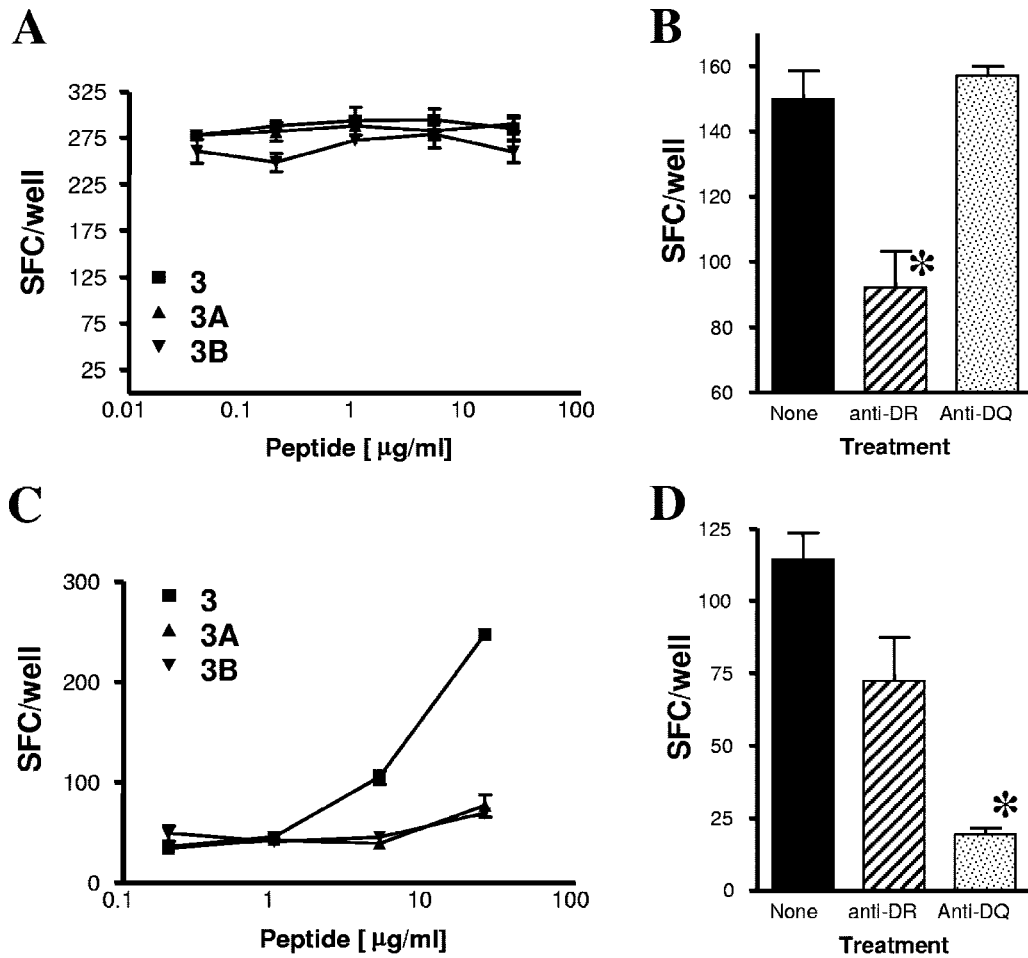 A
SFC/well
325
275
225
175
125
75
25
3
3A
3B
0.01 0.1 1 10 100
Peptide [ μg/ml]
B
SFC/well
160
140
120
100
80
60
*
None anti-DR Anti-DQ
Treatment
C
SFC/well
300
200
100
0
3
3A
3B
0.1 1 10 100
Peptide [ μg/ml]
D
SFC/well
125
100
75
50
25
0
*
None anti-DR Anti-DQ
Treatment